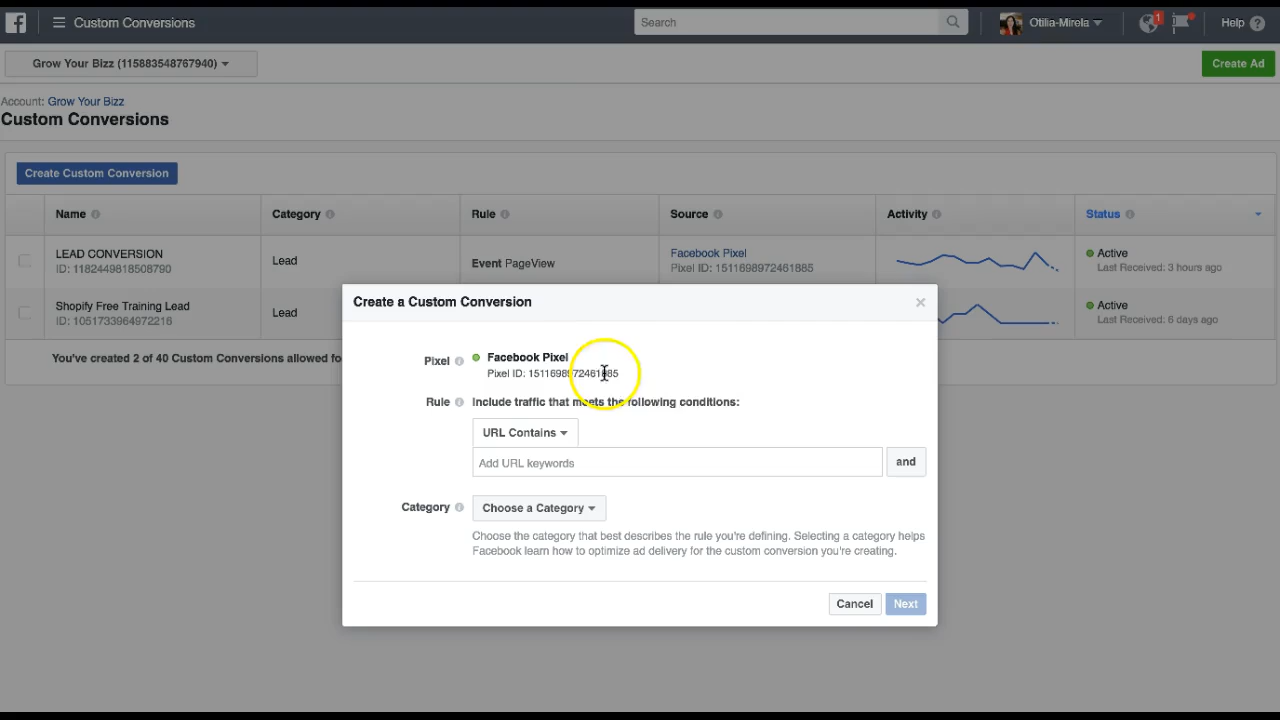 Custom Conversions
Search
Otilia-Mirela
1
Help
Grow Your Bizz (115883548767940)
Create Ad
Account: Grow Your Bizz
Custom Conversions
Create Custom Conversion
Name Category Rule Source Activity Status
LEAD CONVERSION
ID: 1182449818508790
Lead
Event PageView
Facebook Pixel
Pixel ID: 1511698972461885
Active
Last Received: 3 hours ago
Shopify Free Training Lead
ID: 1051733964972216
Lead
Active
Last Received: 6 days ago
You've created 2 of 40 Custom Conversions allowed for
Create a Custom Conversion
Pixel Facebook Pixel
Pixel ID: 1511698972461885
Rule Include traffic that meets the following conditions:
URL Contains
Add URL keywords
and
Category Choose a Category
Choose the category that best describes the rule you're defining. Selecting a category helps
Facebook learn how to optimize ad delivery for the custom conversion you're creating.
Cancel Next